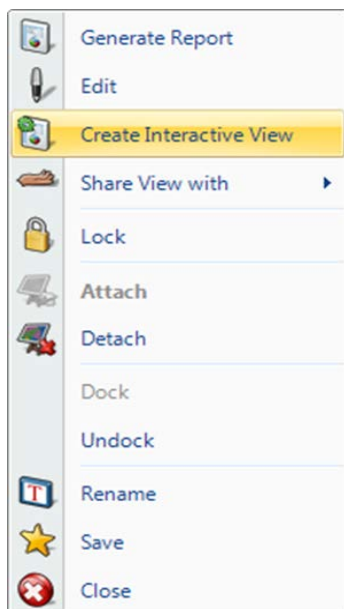 Generate Report
Edit
Create Interactive View
Share View with
Lock
Attach
Detach
Dock
Undock
T Rename
Save
Close